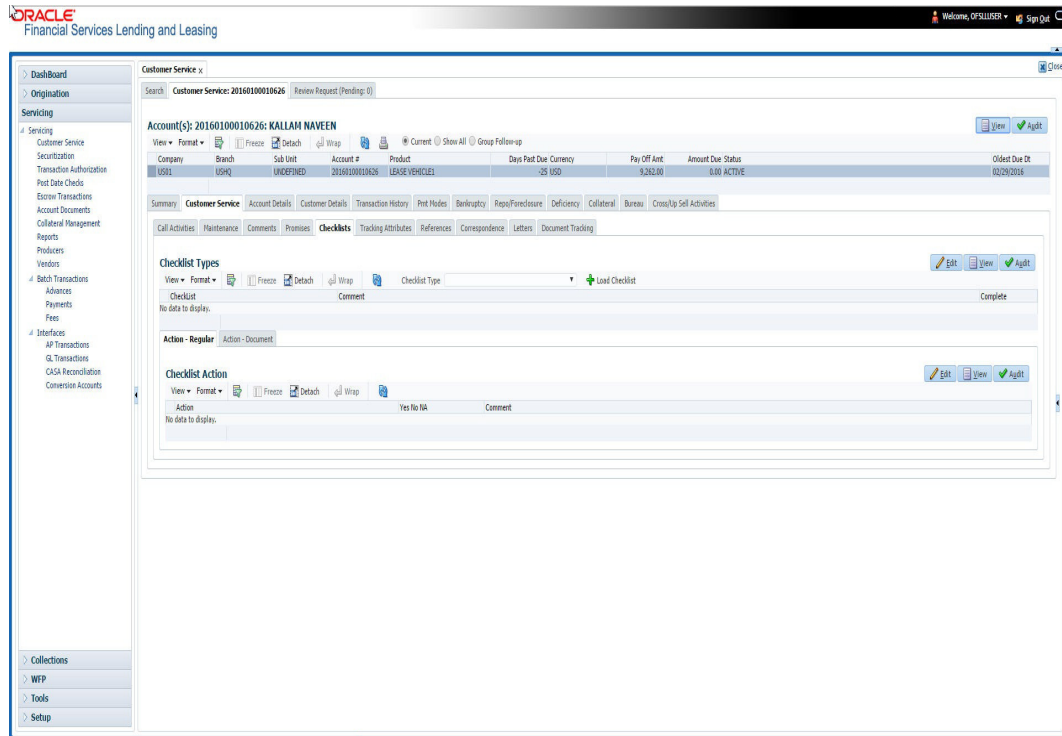 ORACLE
Financial Services Lending and Leasing
Welcome, OFSLLUSER Sign Out
DashBoard
Origination
Servicing
Servicing
Customer Service
Securitization
Transaction Authorization
Post Date Checks
Escrow Transactions
Account Documents
Collateral Management
Reports
Producers
Vendors
Batch Transactions
Advances
Payments
Fees
Interfaces
AP Transactions
GL Transactions
CASA Reconciliation
Conversion Accounts
Collections
WFP
Tools
Setup
Customer Service x
Close
Search Customer Service: 20160100010626 Review Request (Pending: 0)
Account(s): 20160100010626: KALLAM NAVEEN
View Audit
View Format Freeze Detach Wrap Current Show All Group Follow-up
Company Branch Sub Unit Account # Product Days Past Due Currency Pay Off Amt Amount Due Status Oldest Due Dt
US01 USHQ UNDEFINED 20160100010626 LEASE VEHICLE1 -25 USD 9,262.00 0.00 ACTIVE 02/29/2016
Summary Customer Service Account Details Customer Details Transaction History Pmt Modes Bankruptcy Repo/Foreclosure Deficiency Collateral Bureau Cross/Up Sell Activities
Call Activities Maintenance Comments Promises Checklists Tracking Attributes References Correspondence Letters Document Tracking
Checklist Types
Edit View Audit
View Format Freeze Detach Wrap Checklist Type Load Checklist
CheckList Comment Complete
No data to display.
Action - Regular Action - Document
Checklist Action
Edit View Audit
View Format Freeze Detach Wrap
Action Yes No NA Comment
No data to display.